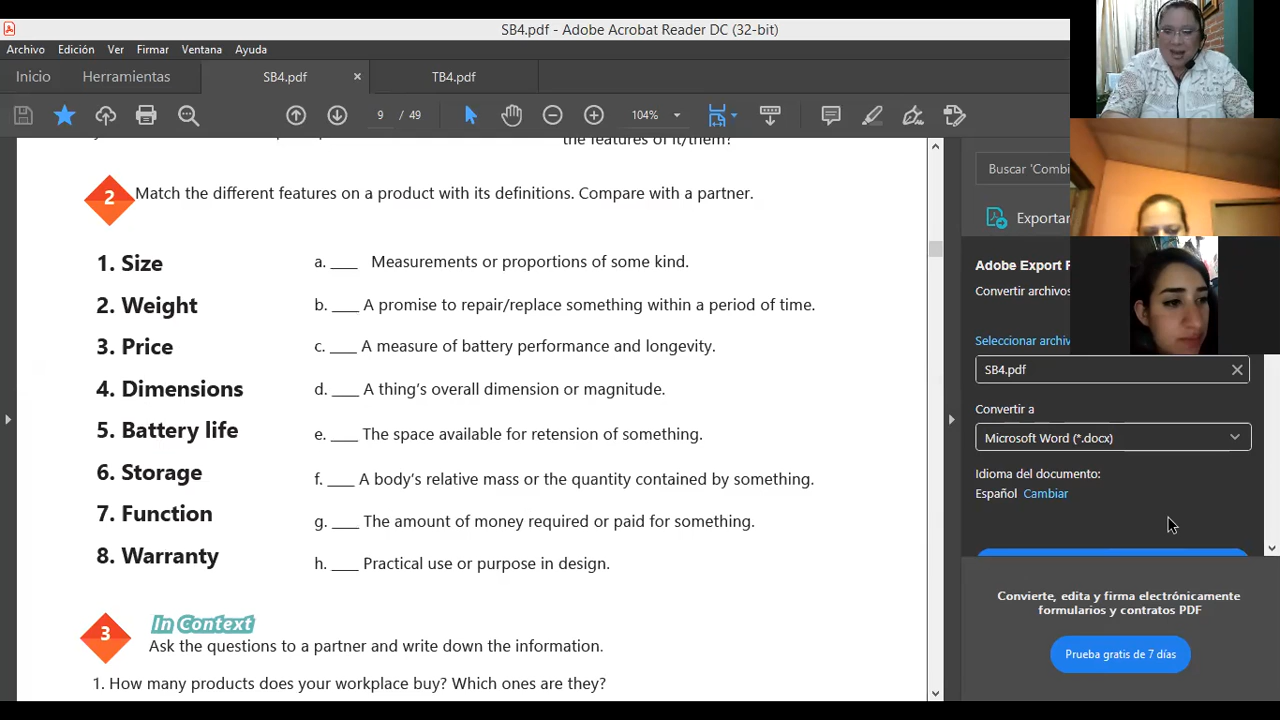 SB4.pdf - Adobe Acrobat Reader DC (32-bit)
Archivo Edición Ver Firmar Ventana Ayuda
Inicio Herramientas SB4.pdf × TB4.pdf
9 / 49 104%
the features of it/them?
2 Match the different features on a product with its definitions. Compare with a partner.
1. Size a. ___ Measurements or proportions of some kind.
2. Weight b. ___ A promise to repair/replace something within a period of time.
3. Price c. ___ A measure of battery performance and longevity.
4. Dimensions d. ___ A thing's overall dimension or magnitude.
5. Battery life e. ___ The space available for retention of something.
6. Storage f. ___ A body's relative mass or the quantity contained by something.
7. Function g. ___ The amount of money required or paid for something.
8. Warranty h. ___ Practical use or purpose in design.
3 In Context
Ask the questions to a partner and write down the information.
1. How many products does your workplace buy? Which ones are they?
Buscar 'Combi
Exportar
Adobe Export
Convertir archivos
Seleccionar archiv
SB4.pdf ×
Convertir a
Microsoft Word (*.docx)
Idioma del documento:
Español Cambiar
Convierte, edita y firma electrónicamente
formularios y contratos PDF
Prueba gratis de 7 días